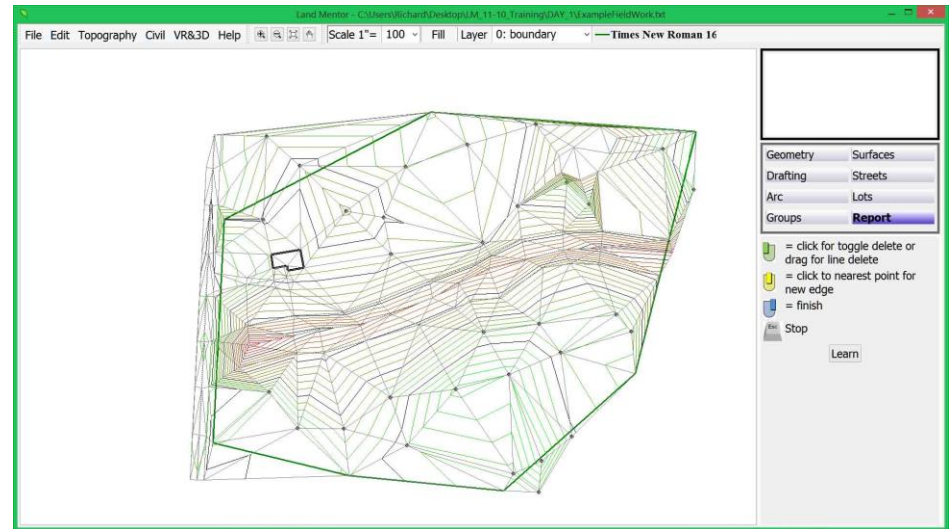 Land Mentor - C:\Users\Richard\Desktop\LM_11-10_Training\DAY_1\ExampleFieldWork.txt
File Edit Topography Civil VR&3D Help Scale 1"= 100 Fill Layer 0: boundary Times New Roman 16
Geometry Surfaces
Drafting Streets
Arc Lots
Groups Report
= click for toggle delete or
drag for line delete
= click to nearest point for
new edge
= finish
Esc Stop
Learn